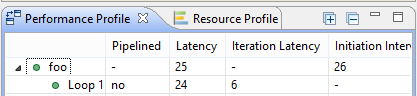 Performance Profile Resource Profile
Pipelined Latency Iteration Latency Initiation Interv
foo - 25 - 26
Loop 1 no 24 6 -